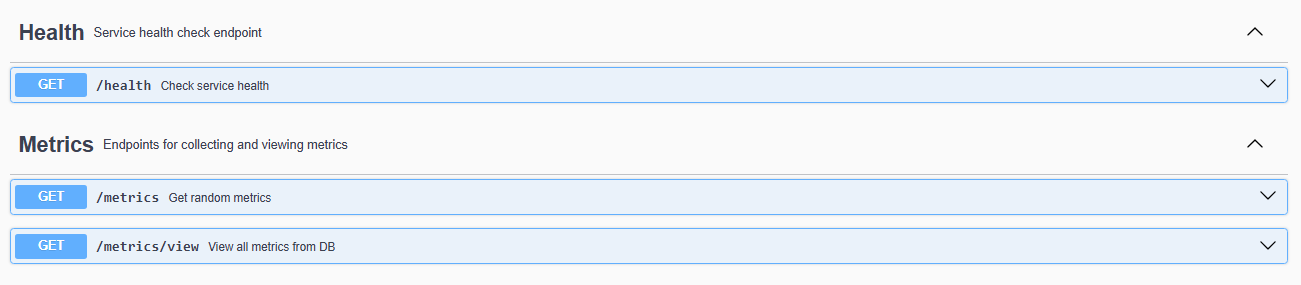 Health Service health check endpoint
GET /health Check service health
Metrics Endpoints for collecting and viewing metrics
GET /metrics Get random metrics
GET /metrics/view View all metrics from DB